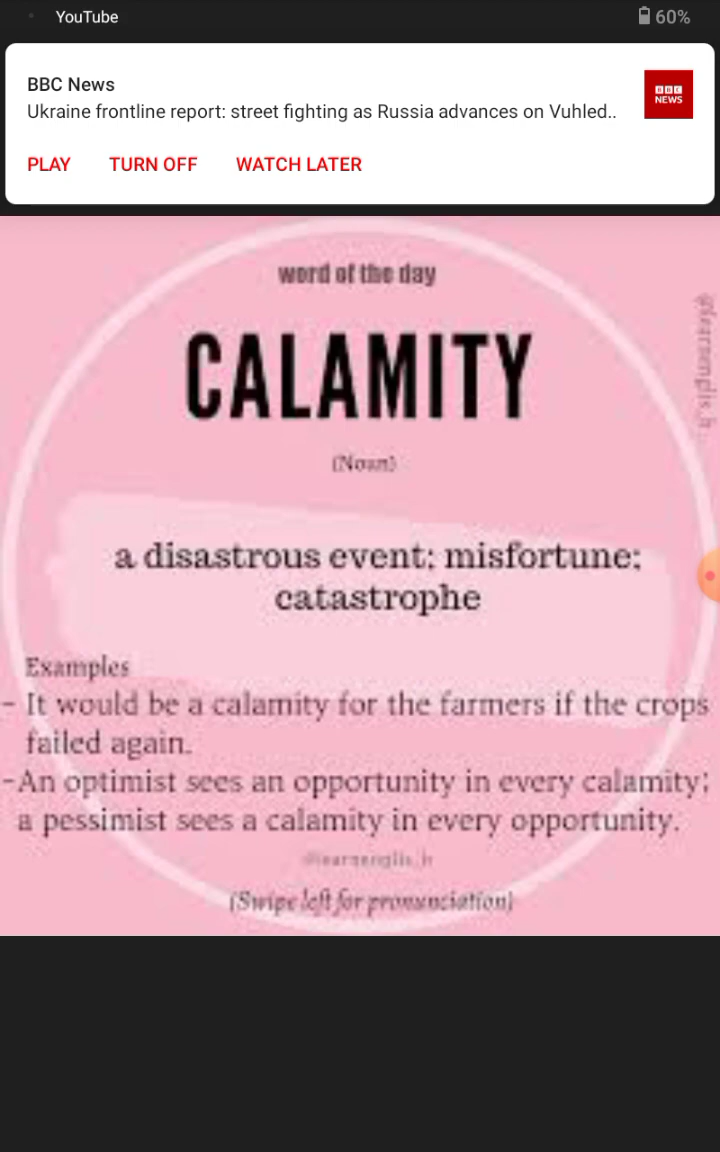 YouTube
60%
BBC News
BBC
NEWS
Ukraine frontline report: street fighting as Russia advances on Vuhled..
PLAY TURN OFF WATCH LATER
word of the day
@learnenglis_h
CALAMITY
(Noun)
a disastrous event; misfortune;
catastrophe
Examples
- It would be a calamity for the farmers if the crops
failed again.
-An optimist sees an opportunity in every calamity;
a pessimist sees a calamity in every opportunity.
@learnenglis_h
(Swipe left for pronunciation)